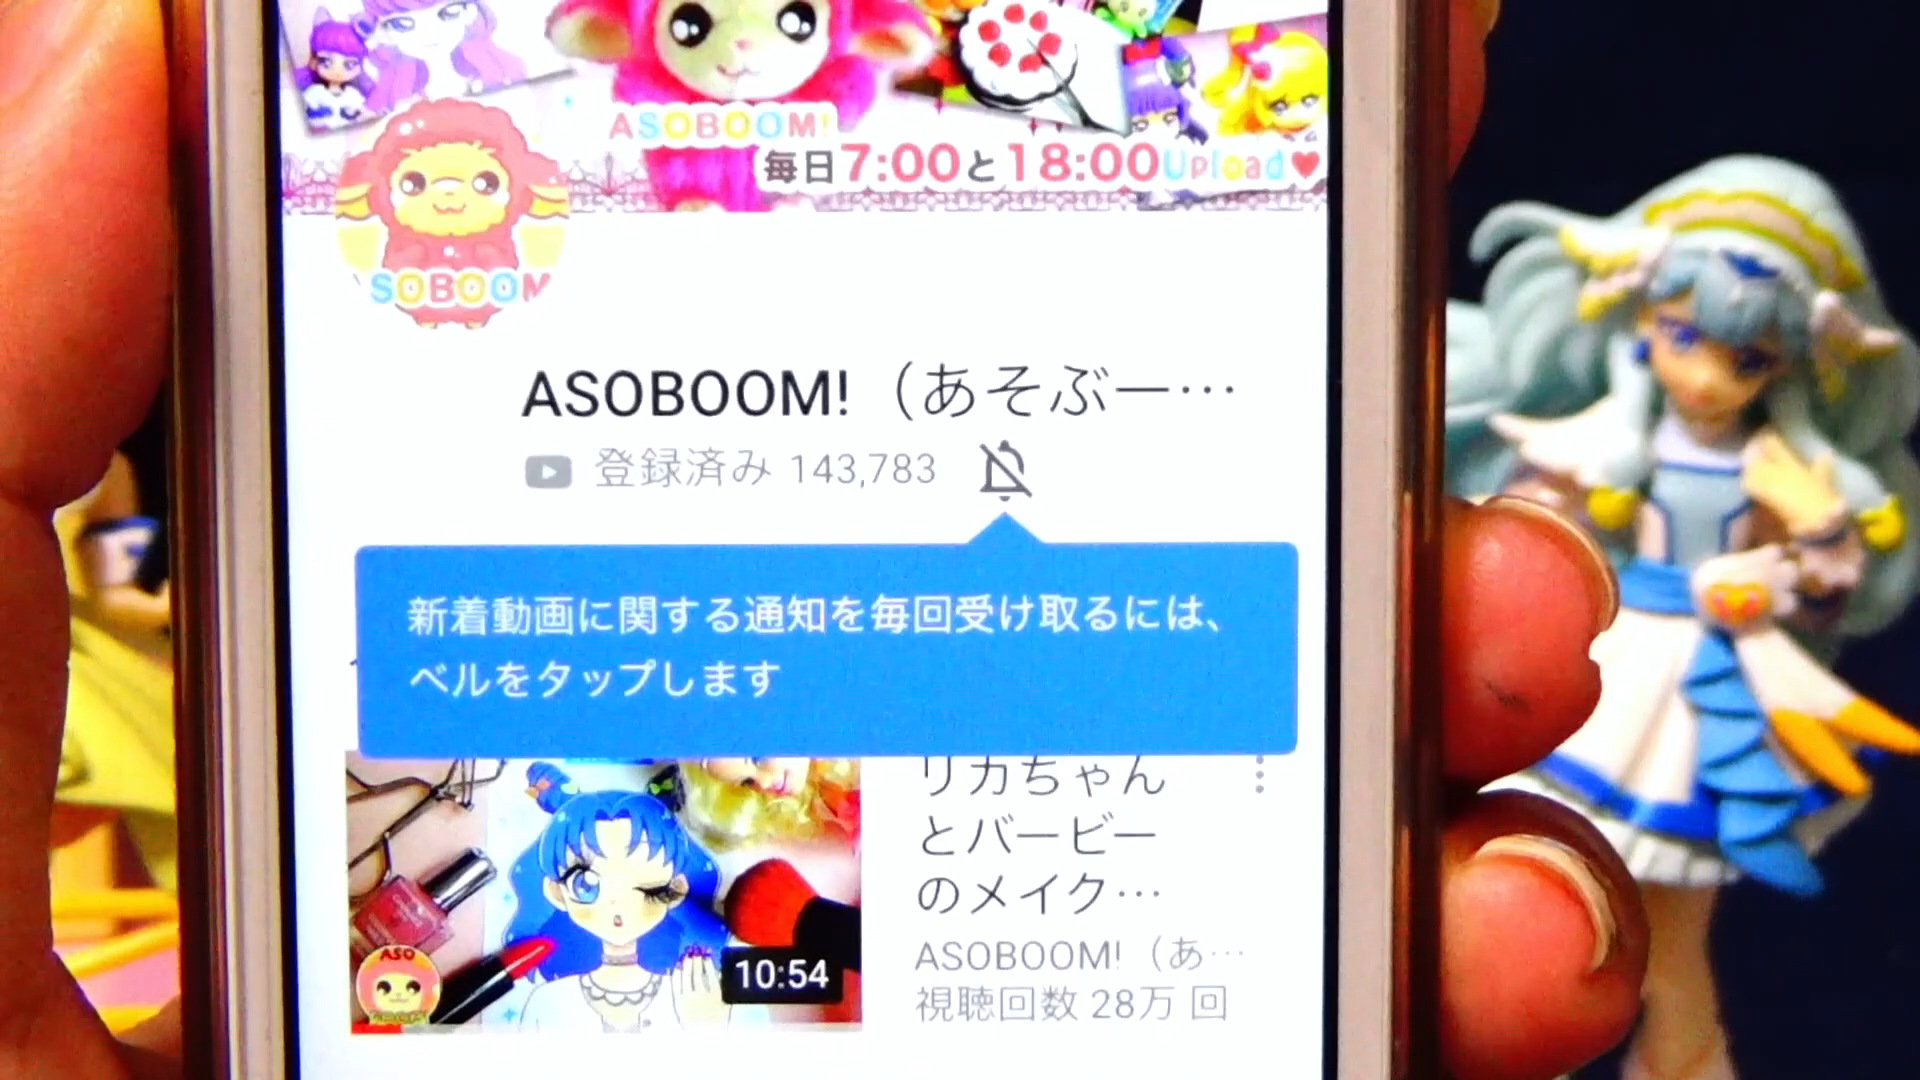 ASOBOOM!
毎日7:00と18:00Upload♥
SOBOOM
ASOBOOM!（あそぶー…
登録済み 143,783
新着動画に関する通知を毎回受け取るには、
ベルをタップします
リカちゃん
とバービー
のメイク…
ASOBOOM!（あ…
視聴回数 28万 回
ASO
10:54